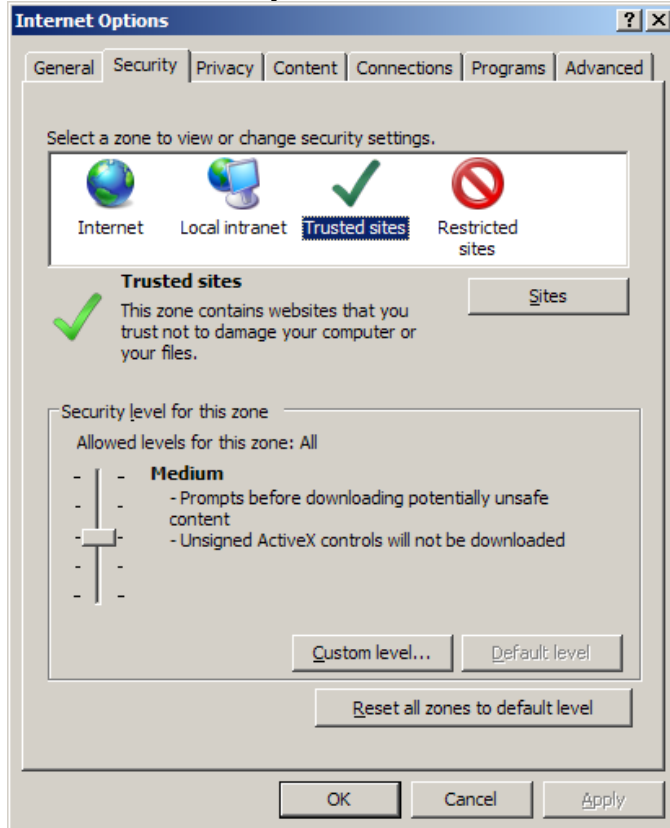 Internet Options
? X
General Security Privacy Content Connections Programs Advanced
Select a zone to view or change security settings.
Internet Local intranet Trusted sites Restricted
sites
Trusted sites
Sites
This zone contains websites that you
trust not to damage your computer or
your files.
Security level for this zone
Allowed levels for this zone: All
Medium
- Prompts before downloading potentially unsafe
content
- Unsigned ActiveX controls will not be downloaded
Custom level... Default level
Reset all zones to default level
OK Cancel Apply